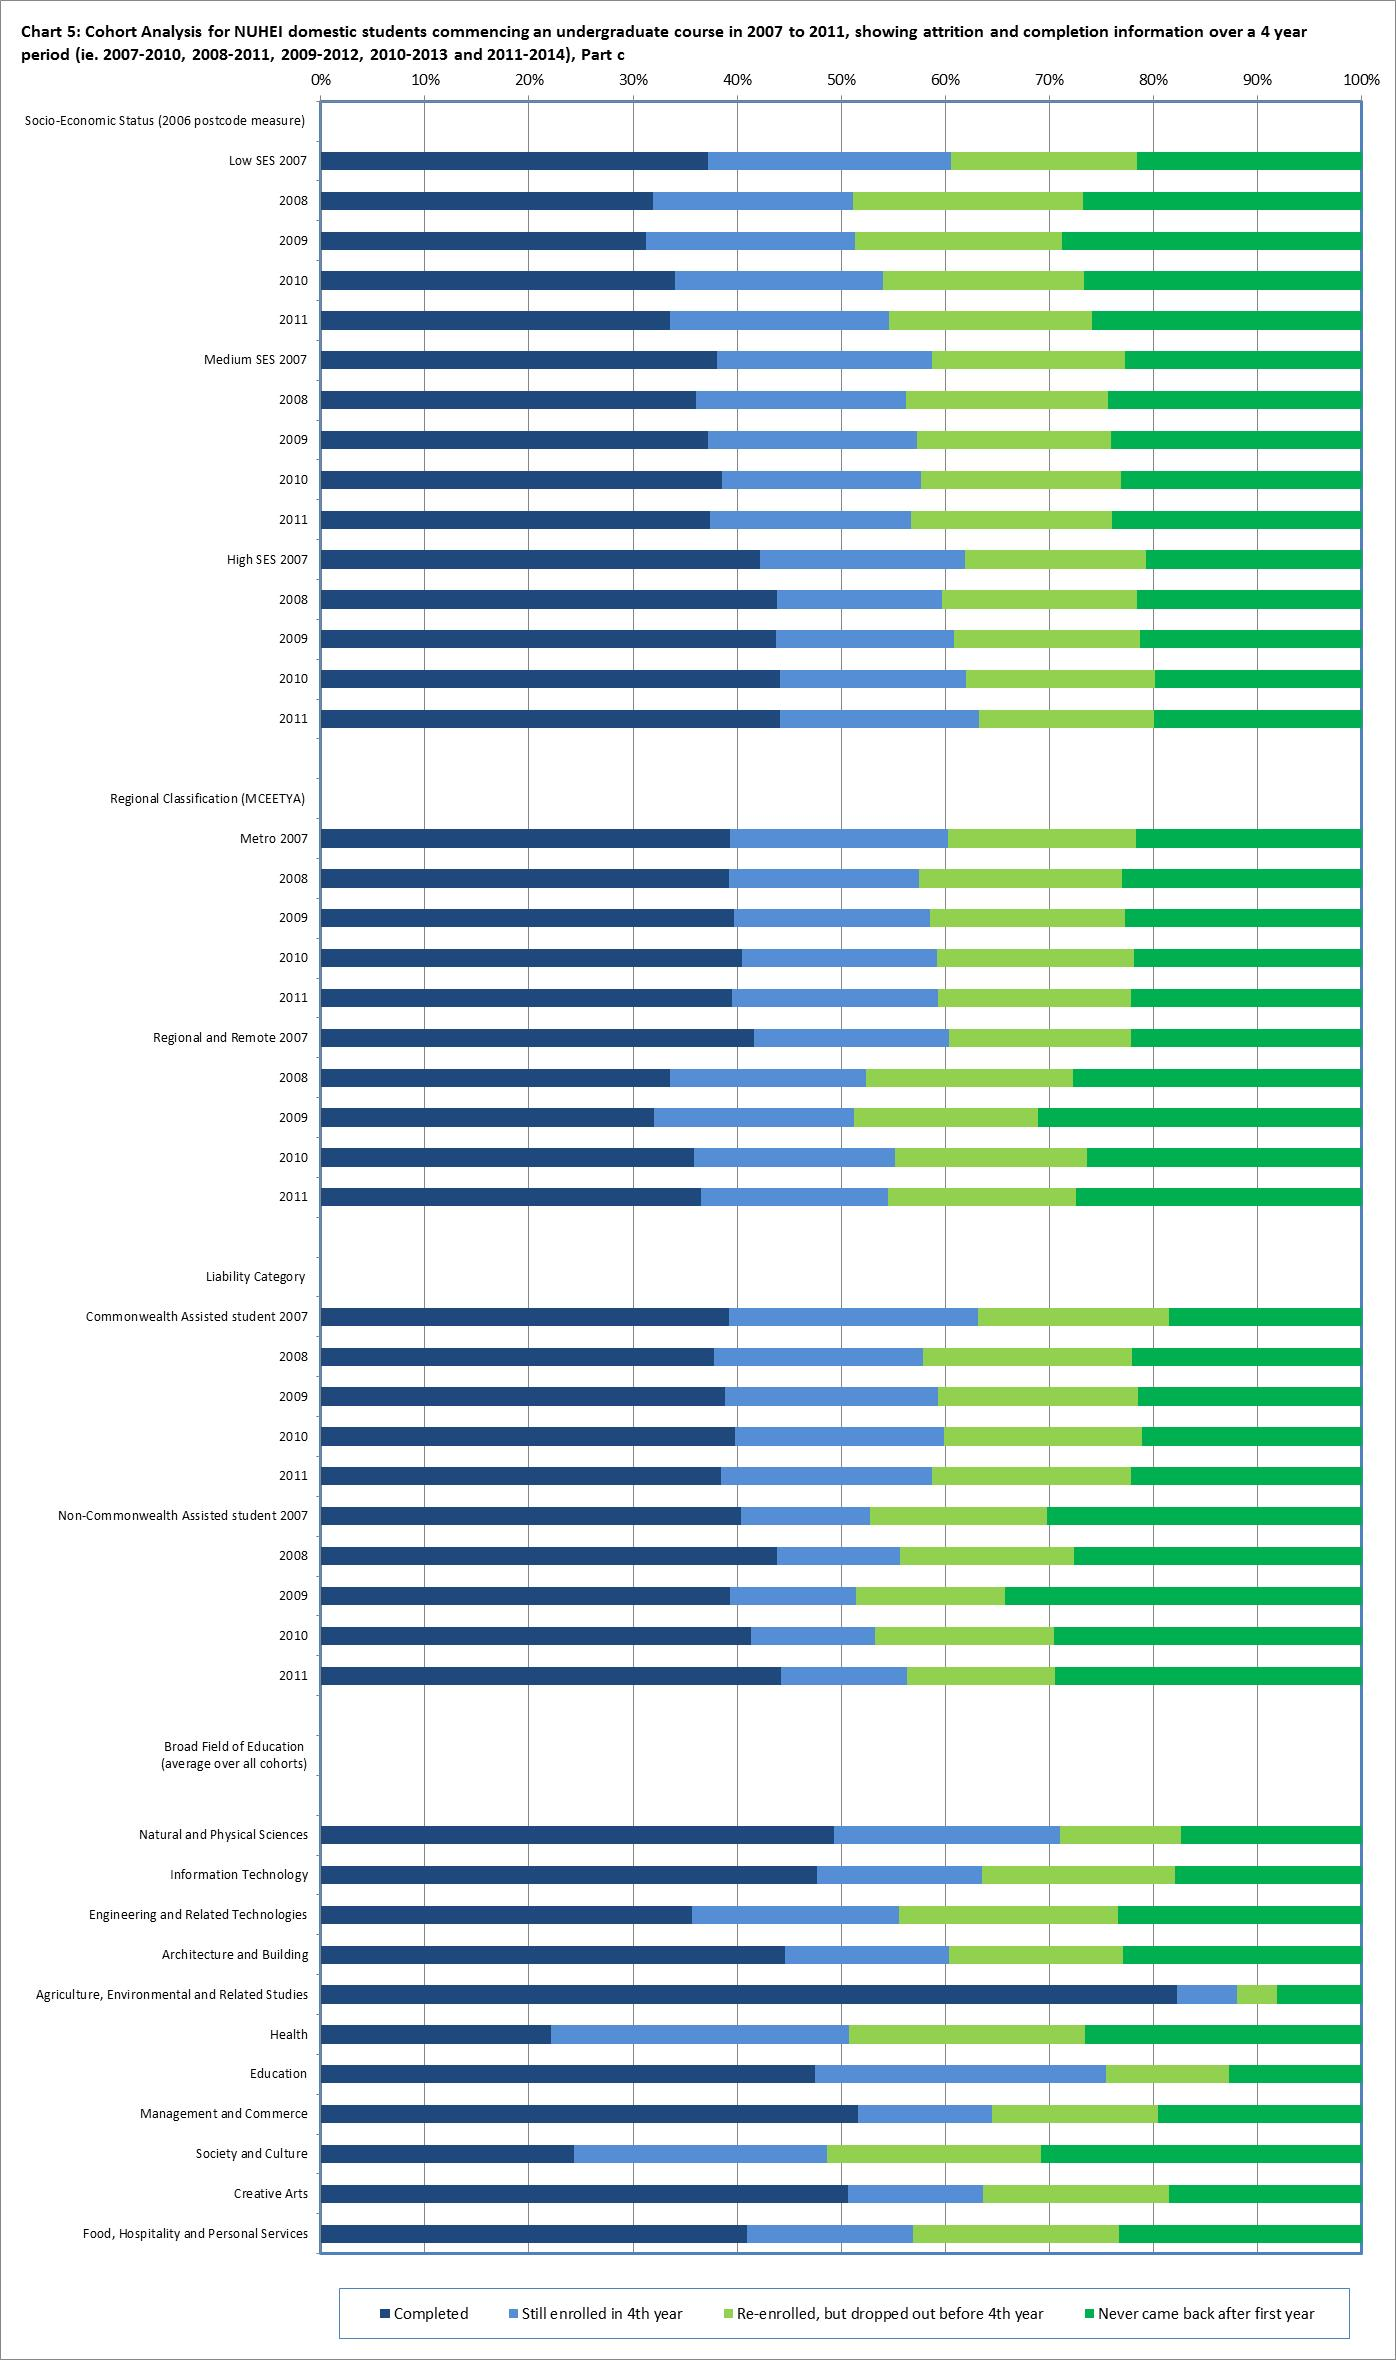 Chart 5: Cohort Analysis for NUHEI domestic students commencing an undergraduate course in 2007 to 2011, showing attrition and completion information over a 4 year
period (ie. 2007-2010, 2008-2011, 2009-2012, 2010-2013 and 2011-2014), Part c
0% 10% 20% 30% 40% 50% 60% 70% 80% 90% 100%
Socio-Economic Status (2006 postcode measure)
Low SES 2007
2008
2009
2010
2011
Medium SES 2007
2008
2009
2010
2011
High SES 2007
2008
2009
2010
2011
Regional Classification (MCEETYA)
Metro 2007
2008
2009
2010
2011
Regional and Remote 2007
2008
2009
2010
2011
Liability Category
Commonwealth Assisted student 2007
2008
2009
2010
2011
Non-Commonwealth Assisted student 2007
2008
2009
2010
2011
Broad Field of Education
(average over all cohorts)
Natural and Physical Sciences
Information Technology
Engineering and Related Technologies
Architecture and Building
Agriculture, Environmental and Related Studies
Health
Education
Management and Commerce
Society and Culture
Creative Arts
Food, Hospitality and Personal Services
Completed Still enrolled in 4th year Re-enrolled, but dropped out before 4th year Never came back after first year